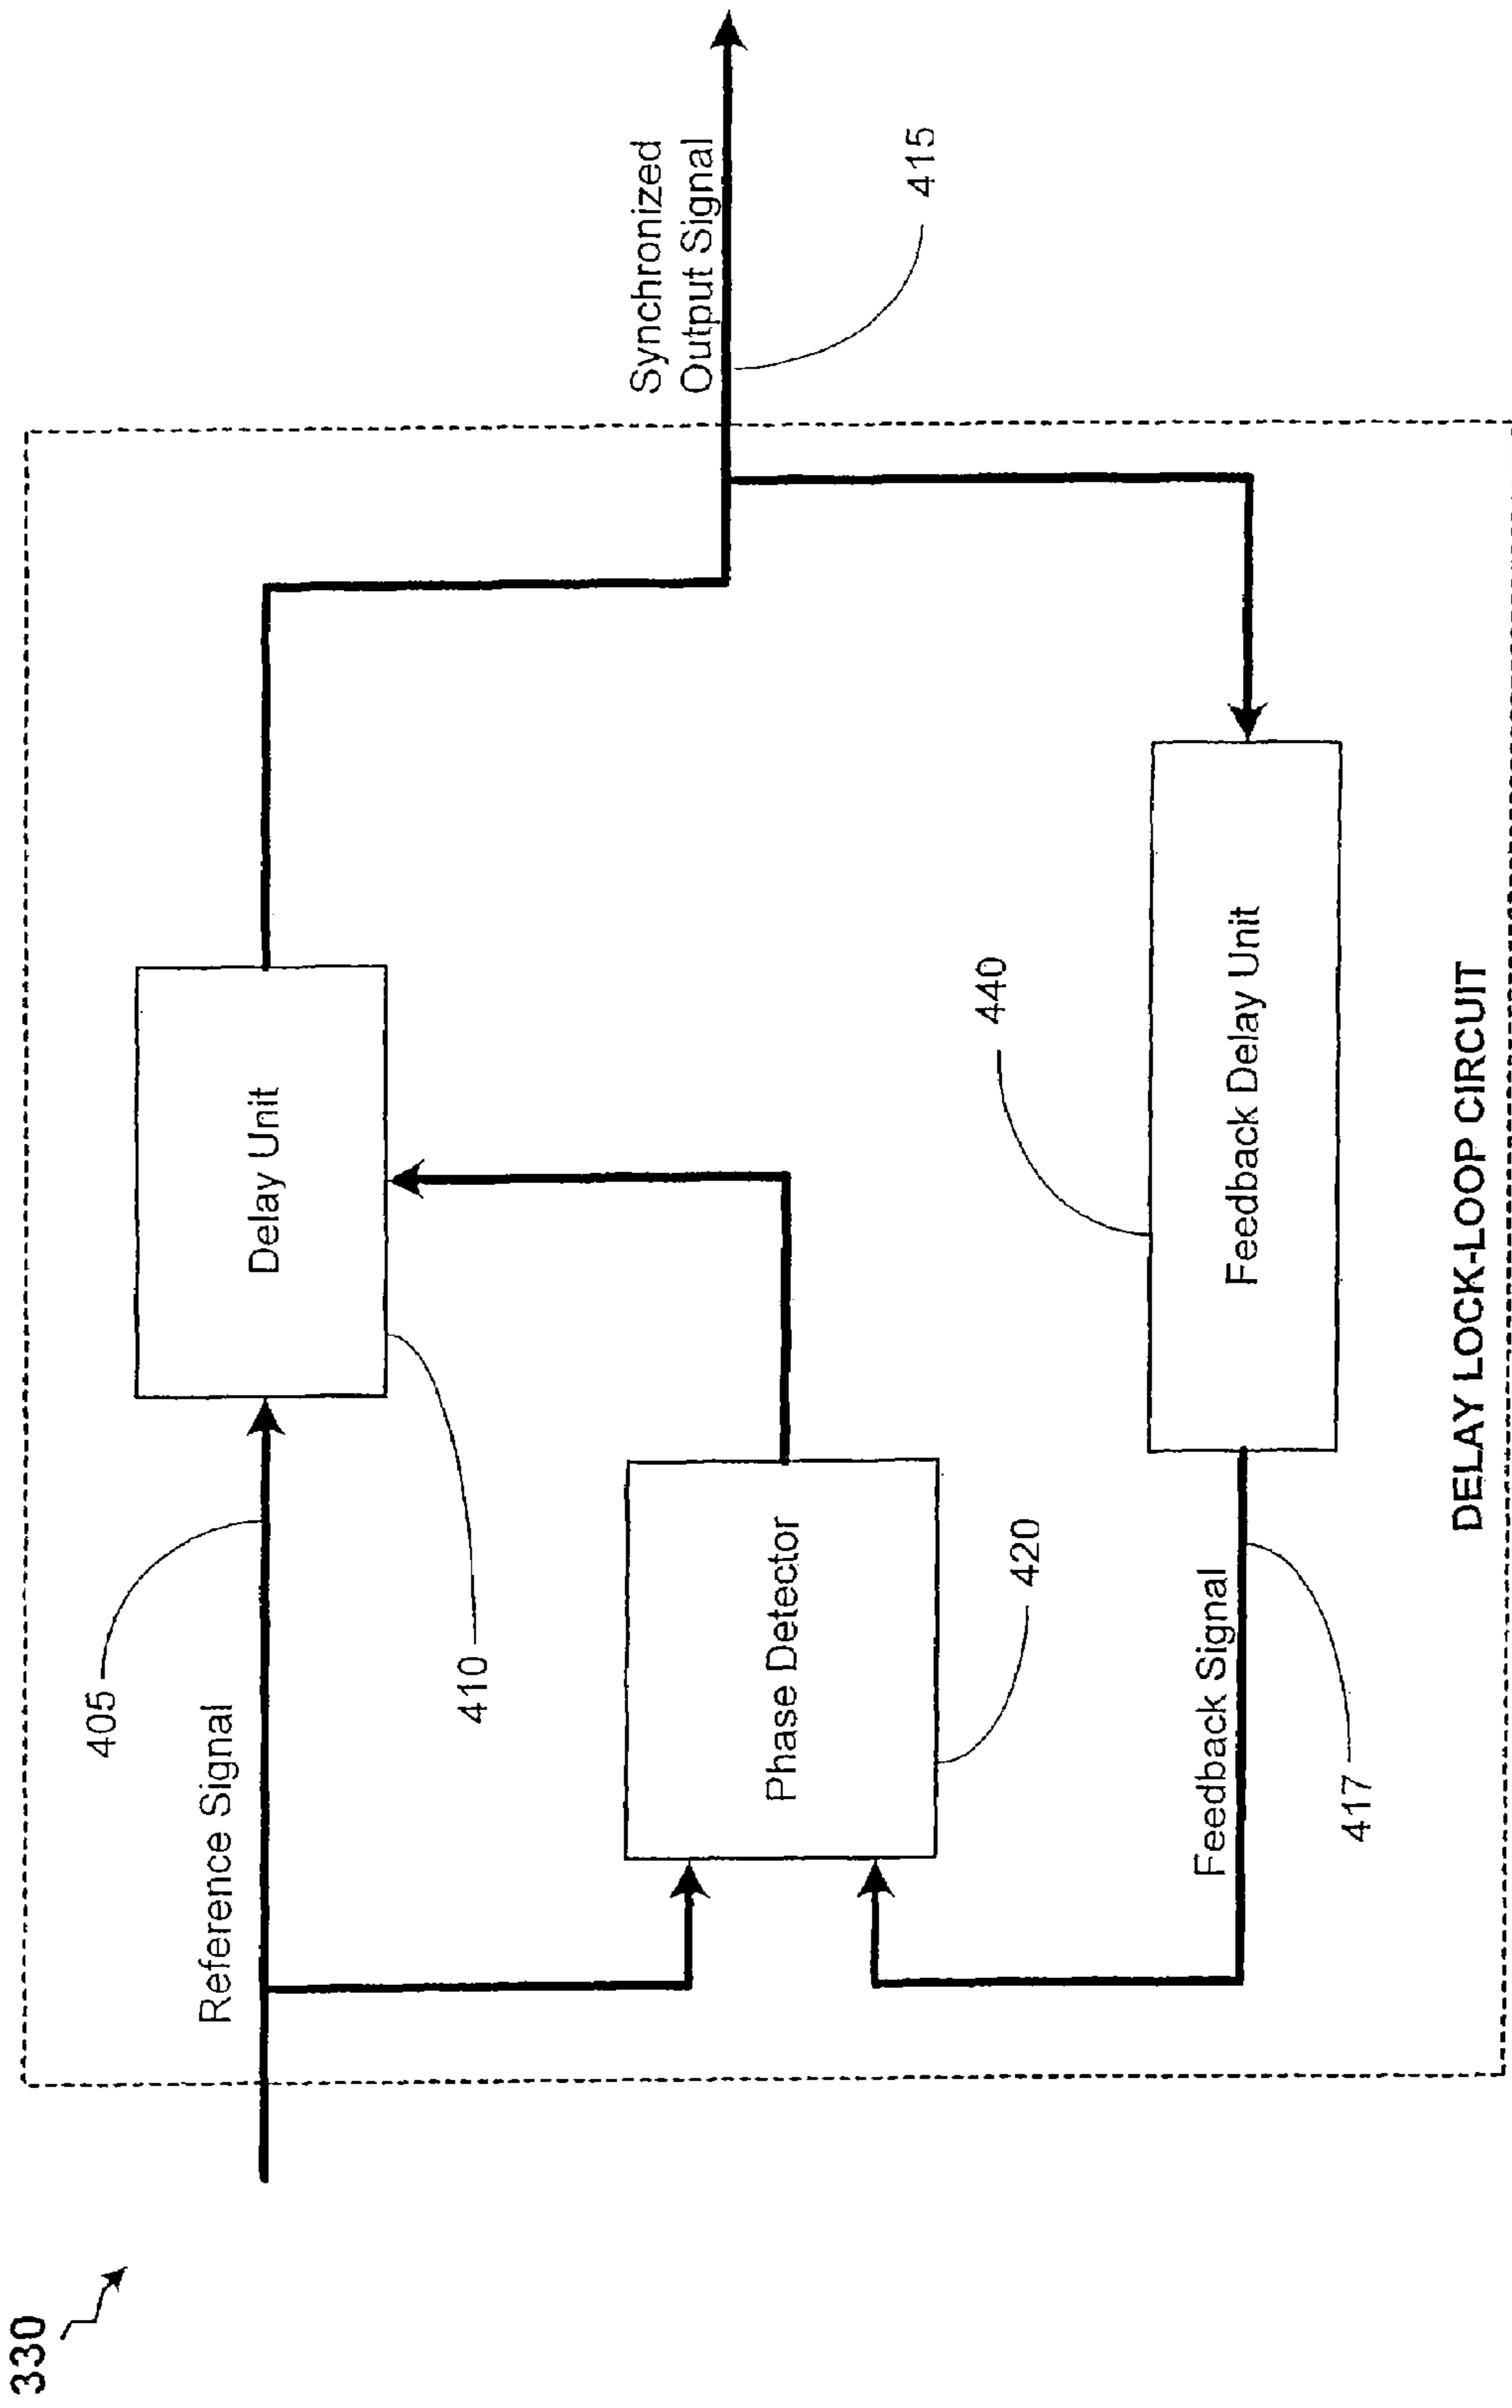 330
405
Reference Signal
Delay Unit
410
Synchronized
Output Signal
415
Phase Detector
420
440
Feedback Delay Unit
Feedback Signal
417
DELAY LOCK-LOOP CIRCUIT